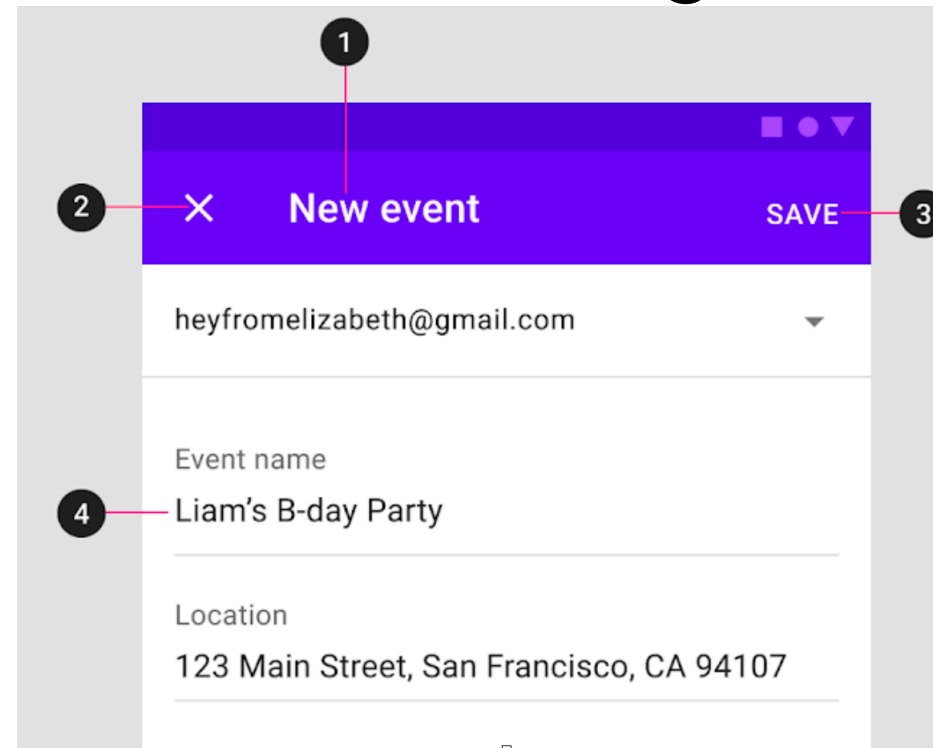 1
2
New event
SAVE
3
heyfromelizabeth@gmail.com
Event name
4
Liam’s B-day Party
Location
123 Main Street, San Francisco, CA 94107